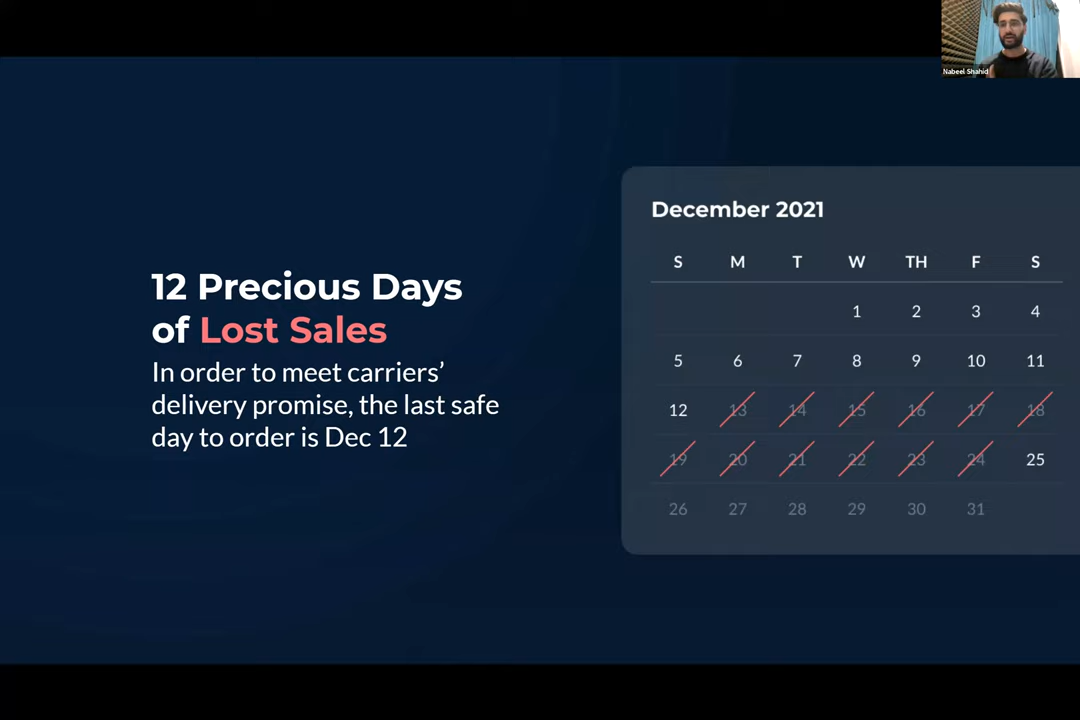 Nabeel Shahid
12 Precious Days
of Lost Sales
In order to meet carriers’
delivery promise, the last safe
day to order is Dec 12
December 2021
S M T W TH F S
1 2 3 4
5 6 7 8 9 10 11
12 13 14 15 16 17 18
19 20 21 22 23 24 25
26 27 28 29 30 31